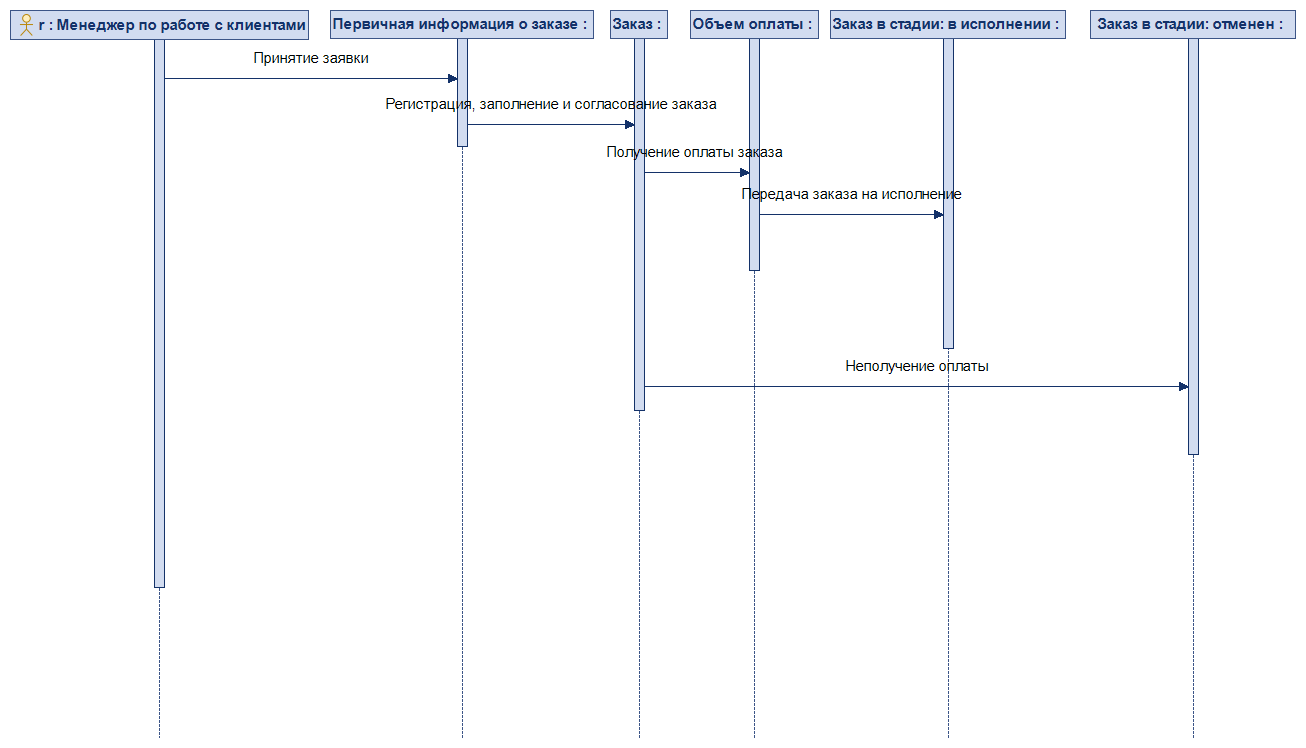 r : Менеджер по работе с клиентами
Первичная информация о заказе :
Заказ :
Объем оплаты :
Заказ в стадии: в исполнении :
Заказ в стадии: отменен :
Принятие заявки
Регистрация, заполнение и согласование заказа
Получение оплаты заказа
Передача заказа на исполнение
Неполучение оплаты